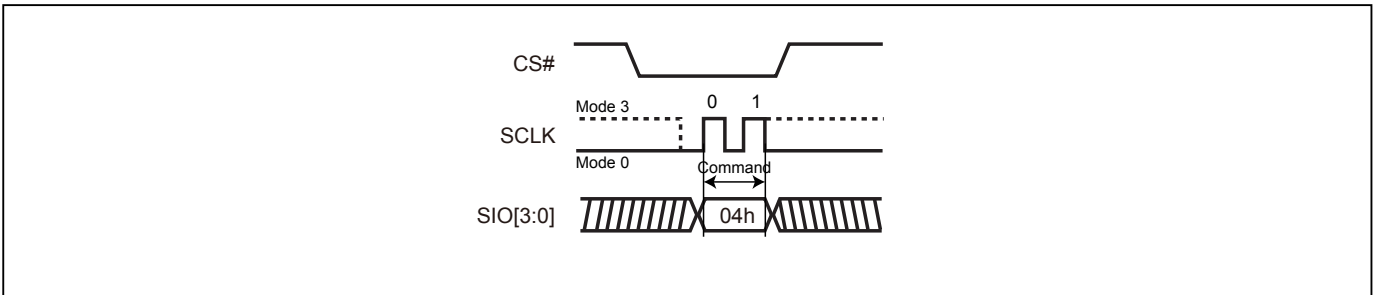 CS#
Mode 3
0 1
SCLK
Mode 0
Command
SIO[3:0]
04h